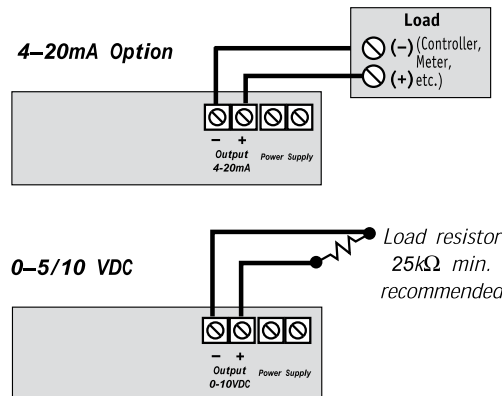 Load
4–20mA Option
(–) (Controller,
Meter,
(+) etc.)
– +
Output
4-20mA
Power Supply
0–5/10 VDC
Load resistor
25kΩ min.
recommended
– +
Output
0-10VDC
Power Supply